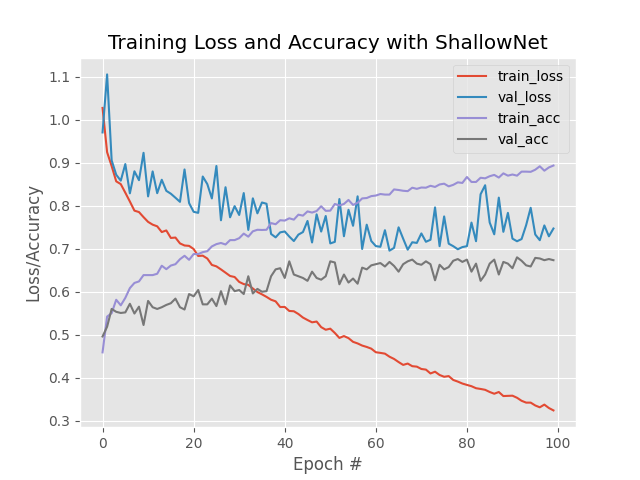 Training Loss and Accuracy with ShallowNet
train_loss
val_loss
train_acc
val_acc
1.1
1.0
0.9
0.8
0.7
0.6
0.5
0.4
0.3
Loss/Accuracy
0 20 40 60 80 100
Epoch #